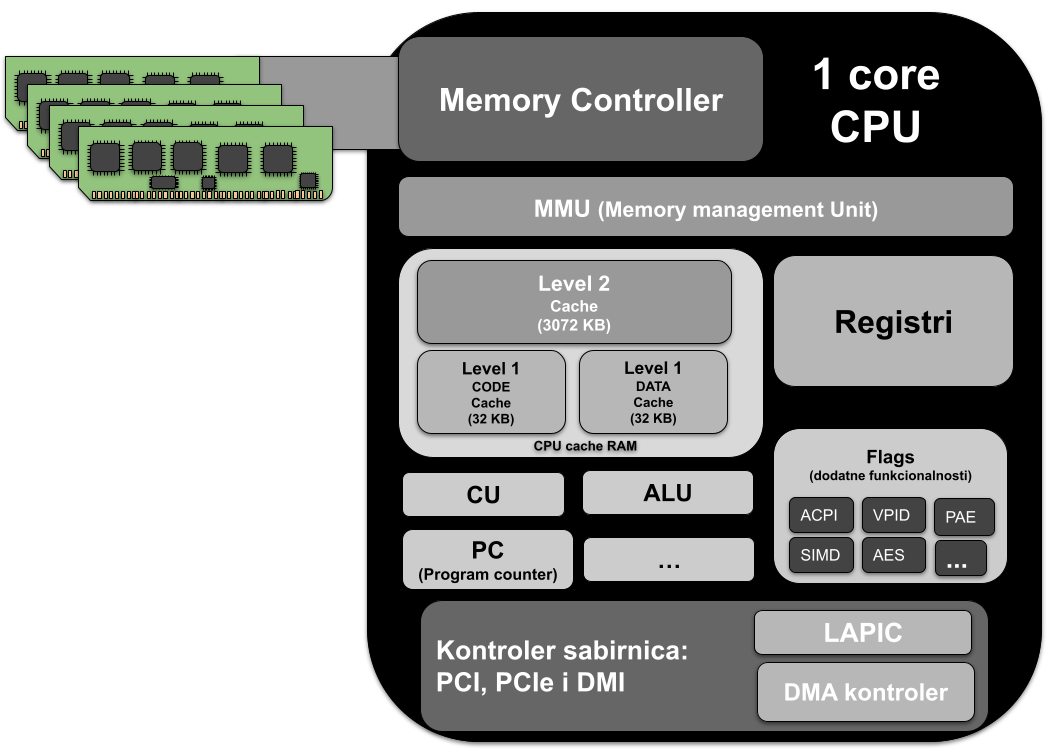 Memory Controller
1 core
CPU
MMU (Memory management Unit)
Level 2
Cache
(3072 KB)
Level 1
CODE
Cache
(32 KB)
Level 1
DATA
Cache
(32 KB)
CPU cache RAM
Registri
Flags
(dodatne funkcionalnosti)
ACPI
VPID
PAE
SIMD
AES
...
CU
ALU
PC
(Program counter)
...
Kontroler sabirnica:
PCI, PCIe i DMI
LAPIC
DMA kontroler